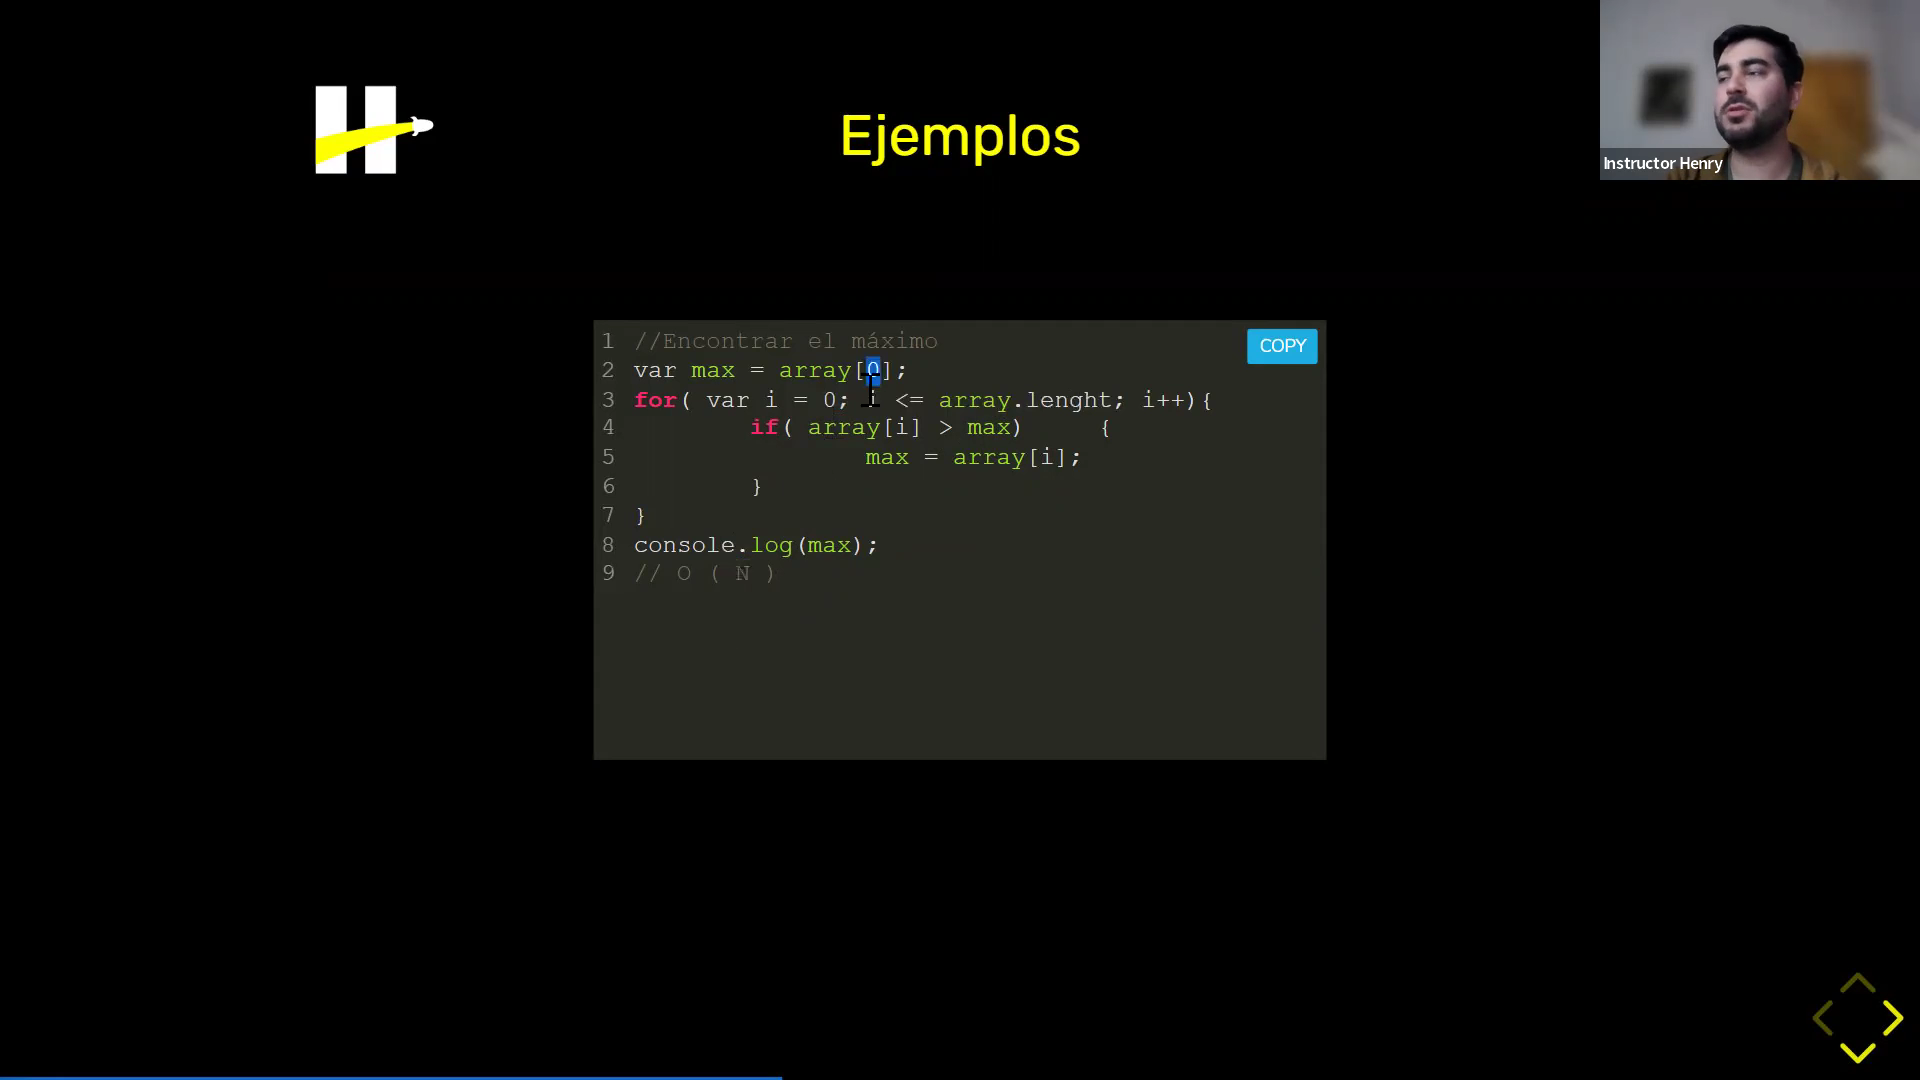 Ejemplos
Instructor Henry
COPY
1 //Encontrar el máximo
2 var max = array[0];
3 for( var i = 0; i <= array.lenght; i++){
4 if( array[i] > max) {
5 max = array[i];
6 }
7 }
8 console.log(max);
9 // O ( N )